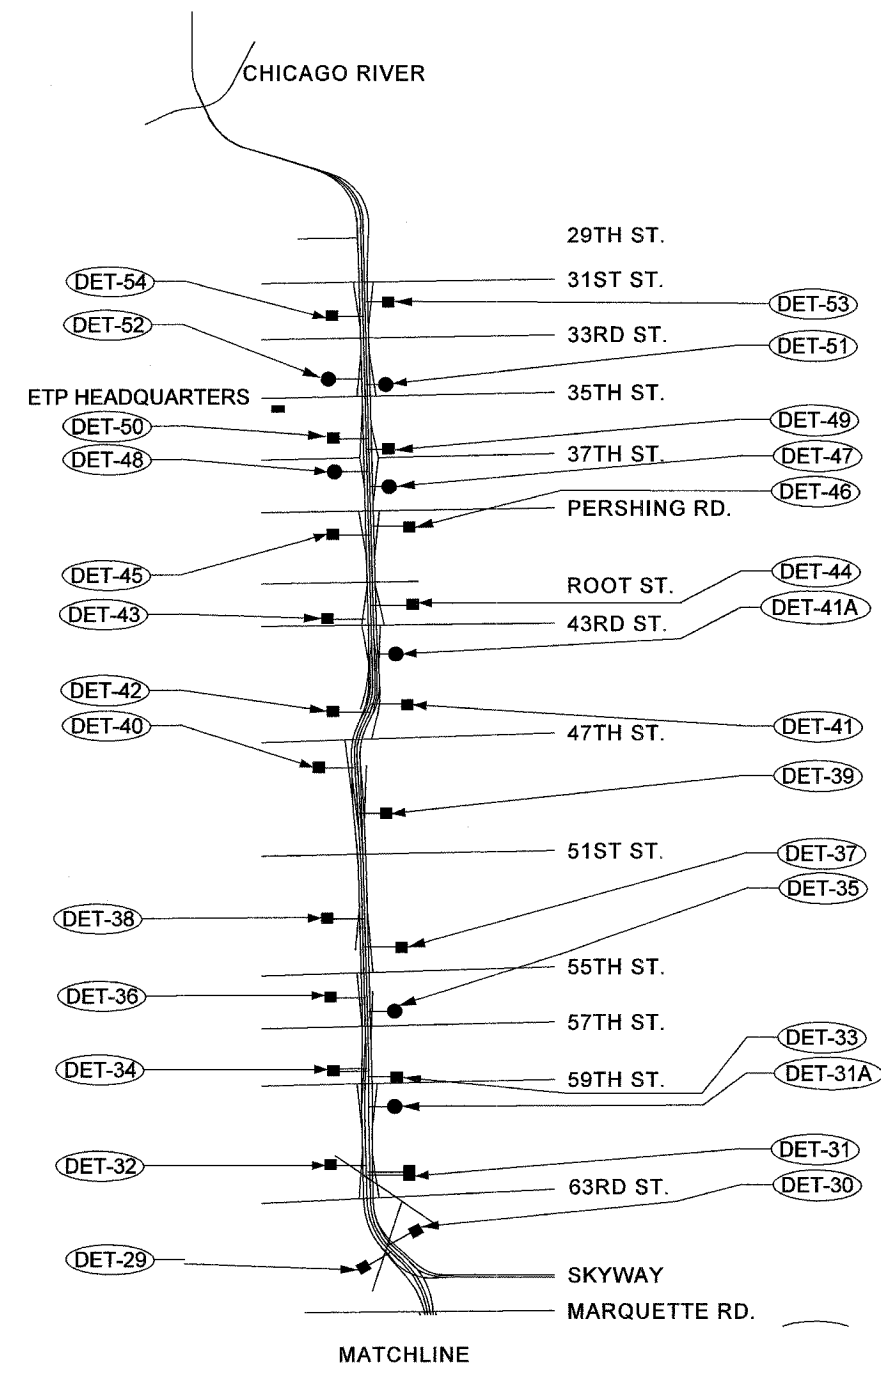 CHICAGO RIVER
29TH ST.
31ST ST.
DET-54
DET-53
DET-52
33RD ST.
DET-51
ETP HEADQUARTERS
35TH ST.
DET-50
DET-49
DET-48
37TH ST.
DET-47
DET-46
PERSHING RD.
DET-45
ROOT ST.
DET-44
DET-43
43RD ST.
DET-41A
DET-42
DET-40
47TH ST.
DET-41
DET-39
51ST ST.
DET-37
DET-35
DET-38
55TH ST.
DET-36
57TH ST.
DET-33
DET-34
59TH ST.
DET-31A
DET-32
DET-31
63RD ST.
DET-30
DET-29
SKYWAY
MARQUETTE RD.
MATCHLINE